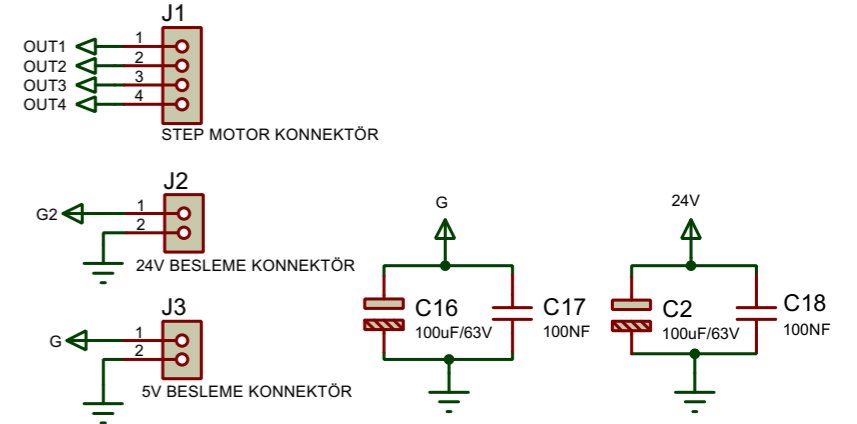 J1
OUT1 1
OUT2 2
OUT3 3
OUT4 4
STEP MOTOR KONNEKTÖR
J2
G2 1
2
24V BESLEME KONNEKTÖR
J3
G 1
2
5V BESLEME KONNEKTÖR
G
C16
100uF/63V
C17
100NF
24V
C2
100uF/63V
C18
100NF